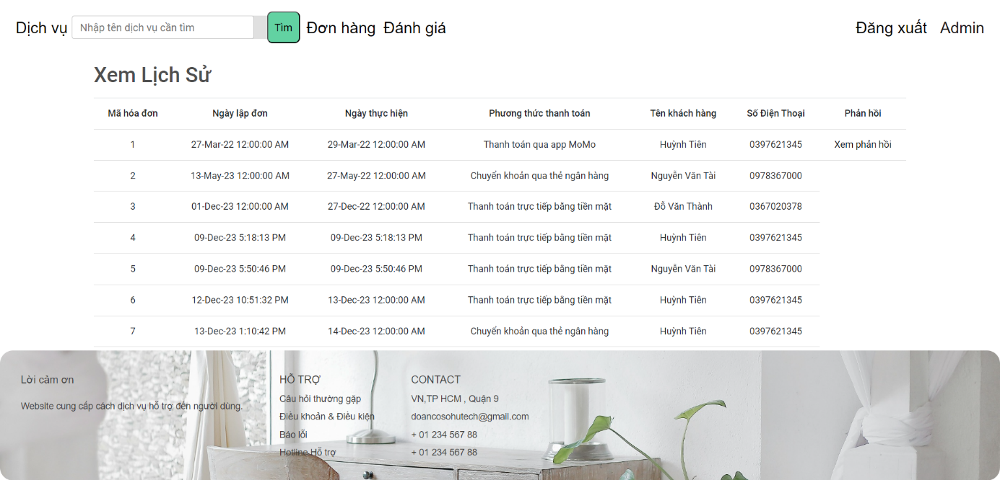 Dịch vụ Nhập tên dịch vụ cần tìm Tìm Đơn hàng Đánh giá Đăng xuất Admin
Xem Lịch Sử
Mã hóa đơn Ngày lập đơn Ngày thực hiện Phương thức thanh toán Tên khách hàng Số Điện Thoại Phản hồi
1 27-Mar-22 12:00:00 AM 29-Mar-22 12:00:00 AM Thanh toán qua app MoMo Huỳnh Tiên 0397621345 Xem phản hồi
2 13-May-23 12:00:00 AM 27-May-22 12:00:00 AM Chuyển khoản qua thẻ ngân hàng Nguyễn Văn Tài 0978367000
3 01-Dec-23 12:00:00 AM 27-Dec-22 12:00:00 AM Thanh toán trực tiếp bằng tiền mặt Đỗ Văn Thành 0367020378
4 09-Dec-23 5:18:13 PM 09-Dec-23 5:18:13 PM Thanh toán trực tiếp bằng tiền mặt Huỳnh Tiên 0397621345
5 09-Dec-23 5:50:46 PM 09-Dec-23 5:50:46 PM Thanh toán trực tiếp bằng tiền mặt Nguyễn Văn Tài 0978367000
6 12-Dec-23 10:51:32 PM 13-Dec-23 12:00:00 AM Thanh toán trực tiếp bằng tiền mặt Huỳnh Tiên 0397621345
7 13-Dec-23 1:10:42 PM 14-Dec-23 12:00:00 AM Chuyển khoản qua thẻ ngân hàng Huỳnh Tiên 0397621345
Lời cảm ơn
Website cung cấp cách dịch vụ hỗ trợ đến người dùng.
HỖ TRỢ
Câu hỏi thường gặp
Điều khoản & Điều kiện
Báo lỗi
Hotline Hỗ trợ
CONTACT
VN,TP HCM , Quận 9
doancosohutech@gmail.com
+ 01 234 567 88
+ 01 234 567 88